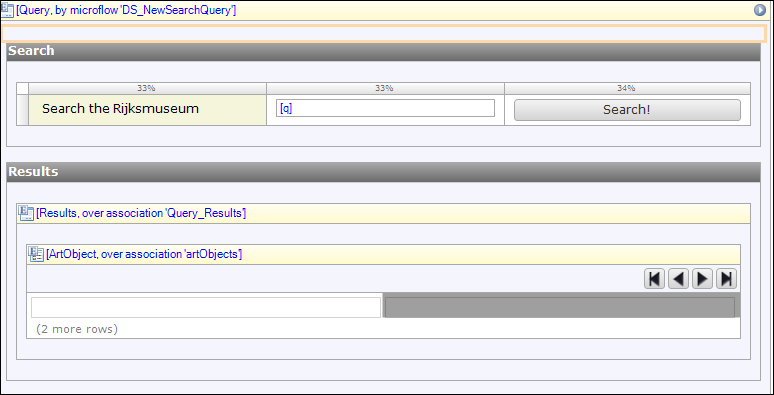 [Query, by microflow 'DS_NewSearchQuery']
Search
33% 33% 34%
Search the Rijksmuseum [q] Search!
Results
[Results, over association 'Query_Results']
[ArtObject, over association 'artObjects']
(2 more rows)